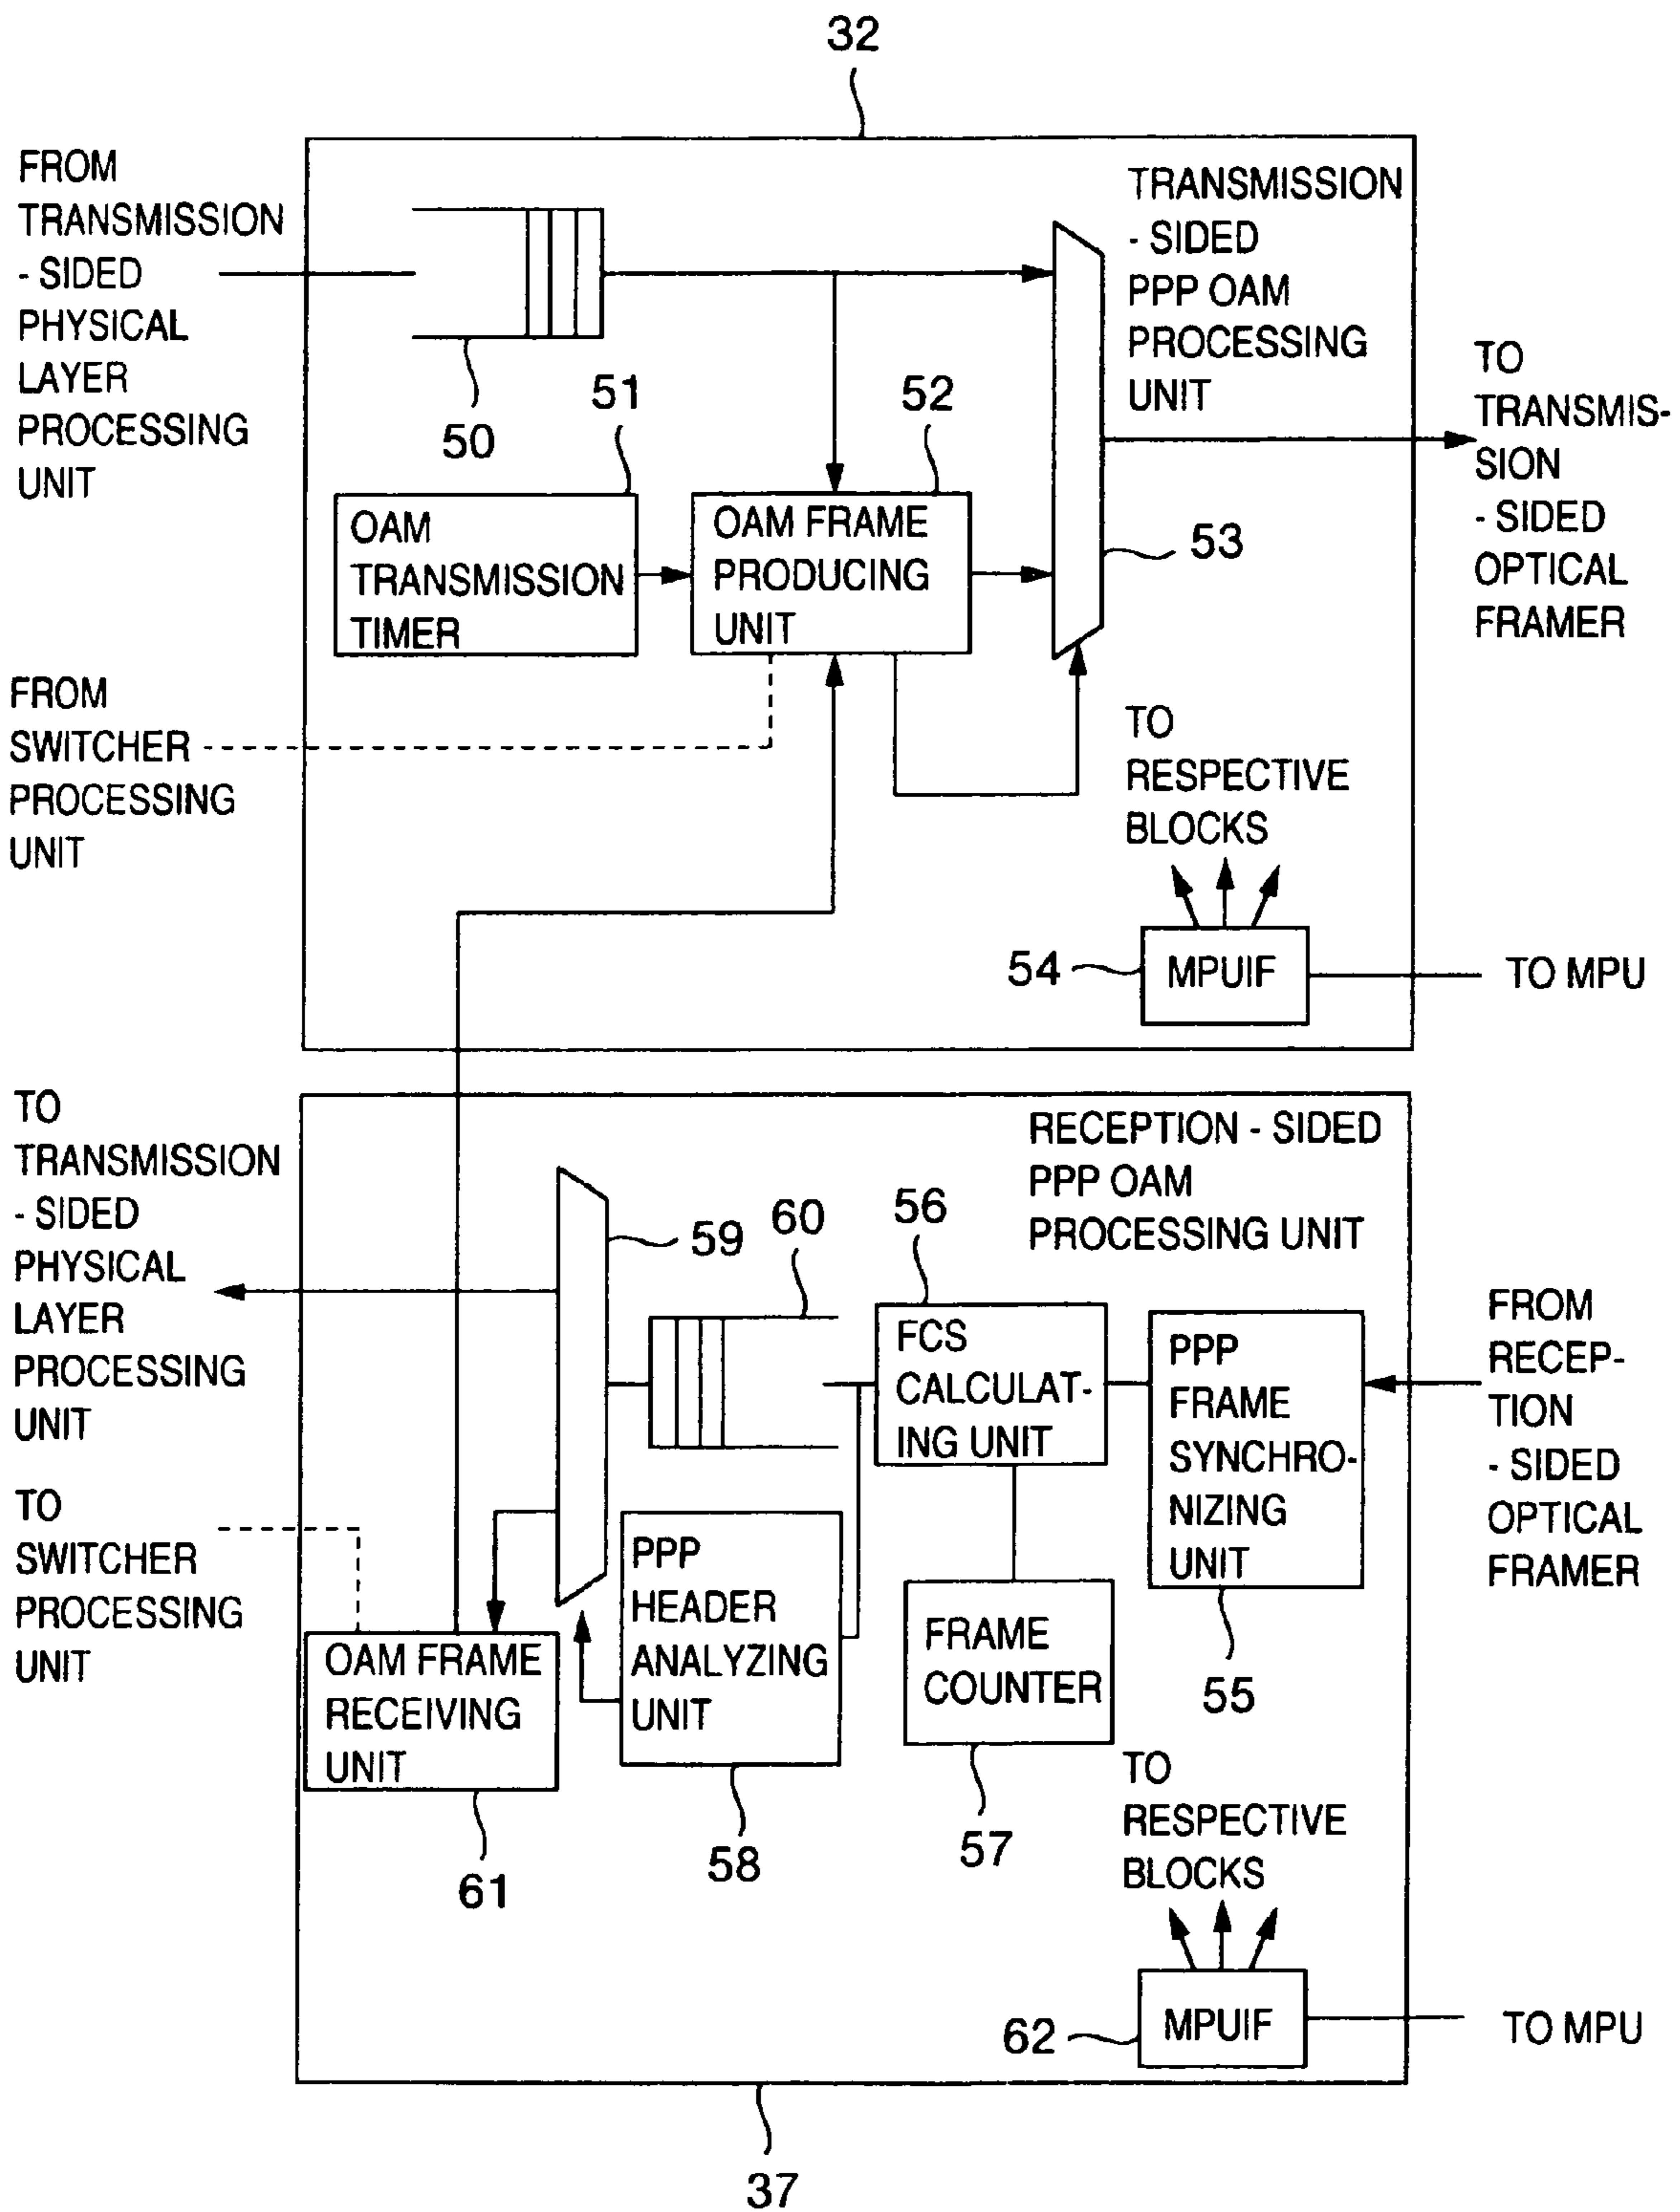 32
FROM
TRANSMISSION
- SIDED
PHYSICAL
LAYER
PROCESSING
UNIT
TRANSMISSION
- SIDED
PPP OAM
PROCESSING
UNIT
50
51
52
53
TO
TRANSMIS-
SION
- SIDED
OPTICAL
FRAMER
OAM
TRANSMISSION
TIMER
OAM FRAME
PRODUCING
UNIT
FROM
SWITCHER
PROCESSING
UNIT
TO
RESPECTIVE
BLOCKS
54
MPUIF
TO MPU
TO
TRANSMISSION
- SIDED
PHYSICAL
LAYER
PROCESSING
UNIT
RECEPTION - SIDED
PPP OAM
PROCESSING UNIT
59
60
56
FCS
CALCULAT-
ING UNIT
PPP
FRAME
SYNCHRO-
NIZING
UNIT
55
FROM
RECEP-
TION
- SIDED
OPTICAL
FRAMER
TO
SWITCHER
PROCESSING
UNIT
OAM FRAME
RECEIVING
UNIT
61
PPP
HEADER
ANALYZING
UNIT
58
FRAME
COUNTER
57
TO
RESPECTIVE
BLOCKS
62
MPUIF
TO MPU
37